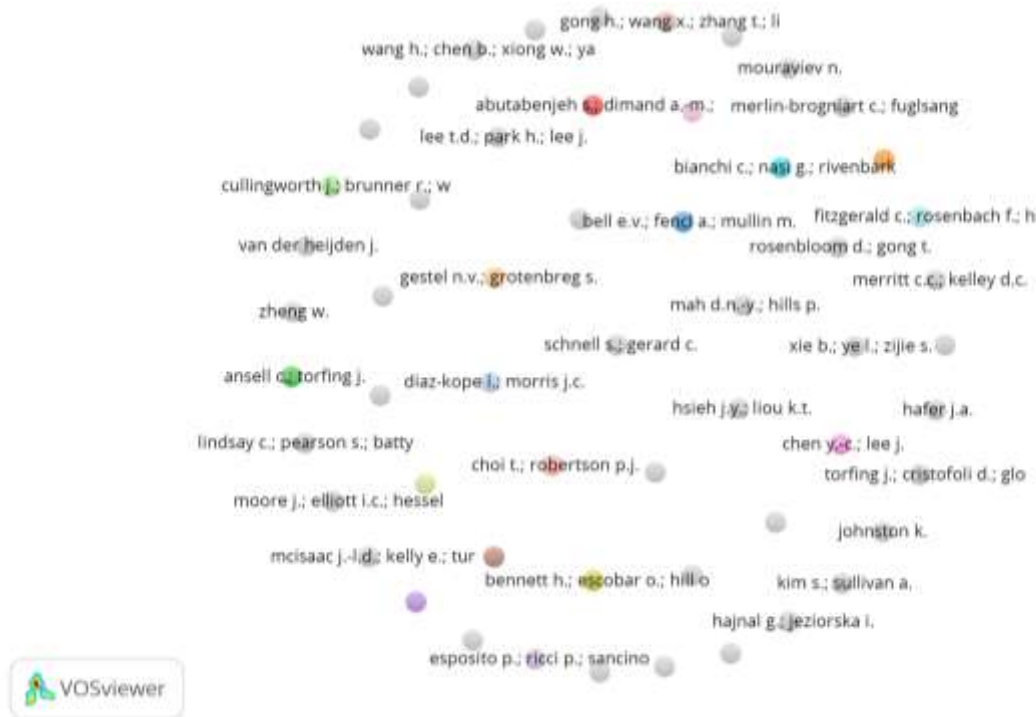 gong h.; wang x.; zhang t.; li
wang h.; chen b.; xiong w.; ya
mouraviev n.
abutabenjeh s.; dimand a.-m.;
merlin-brogniart c.; fuglsang
lee t.d.; park h.; lee j.
bianchi c.; nasi g.; rivenbark
cullingworth j.; brunner r.; w
bell e.v.; fencl a.; mullin m.
fitzgerald c.; rosenbach f.; h
van der heijden j.
rosenbloom d.; gong t.
gestel n.v.; grotenbreg s.
merritt c.c.; kelley d.c.
zheng w.
mah d.n.-y.; hills p.
schnell s.; gerard c.
xie b.; ye l.; zijie s.
ansell c.; torfing j.
diaz-kope l.; morris j.c.
hsieh j.y.; liou k.t.
hafer j.a.
lindsay c.; pearson s.; batty
chen y.-c.; lee j.
choi t.; robertson p.j.
torfing j.; cristofoli d.; glo
moore j.; elliott i.c.; hessel
johnston k.
mcisaac j.-l.d.; kelly e.; tur
bennett h.; escobar o.; hill o
kim s.; sullivan a.
hajnal g.; jeziorska i.
esposito p.; ricci p.; sancino
VOSviewer